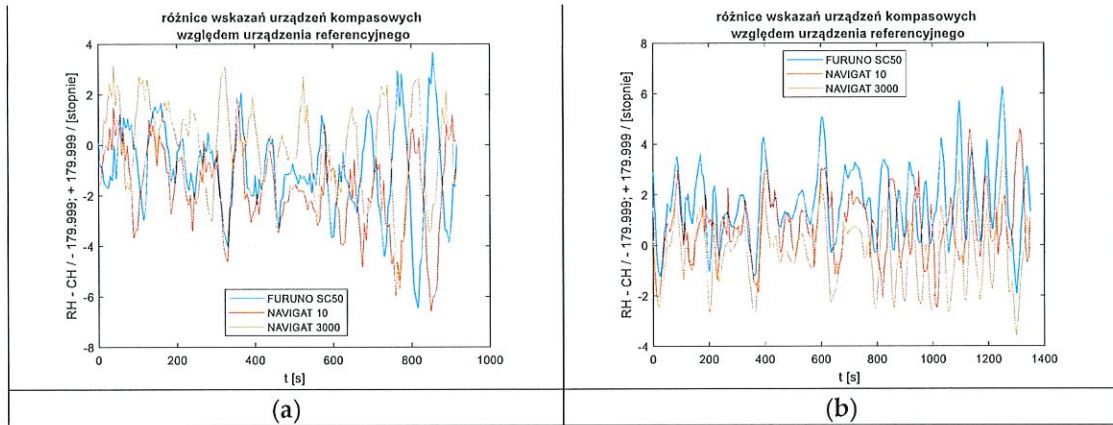 różnice wskazań urządzeń kompasowych
względem urządzenia referencyjnego
RH - CH / - 179.999; + 179.999 / [stopnie]
4
2
0
-2
-4
-6
-8
FURUNO SC50
NAVIGAT 10
NAVIGAT 3000
0
200
400
600
800
1000
t [s]
(a)
różnice wskazań urządzeń kompasowych
względem urządzenia referencyjnego
RH - CH / - 179.999; + 179.999 / [stopnie]
8
6
4
2
0
-2
-4
FURUNO SC50
NAVIGAT 10
NAVIGAT 3000
0
200
400
600
800
1000
1200
1400
t [s]
(b)